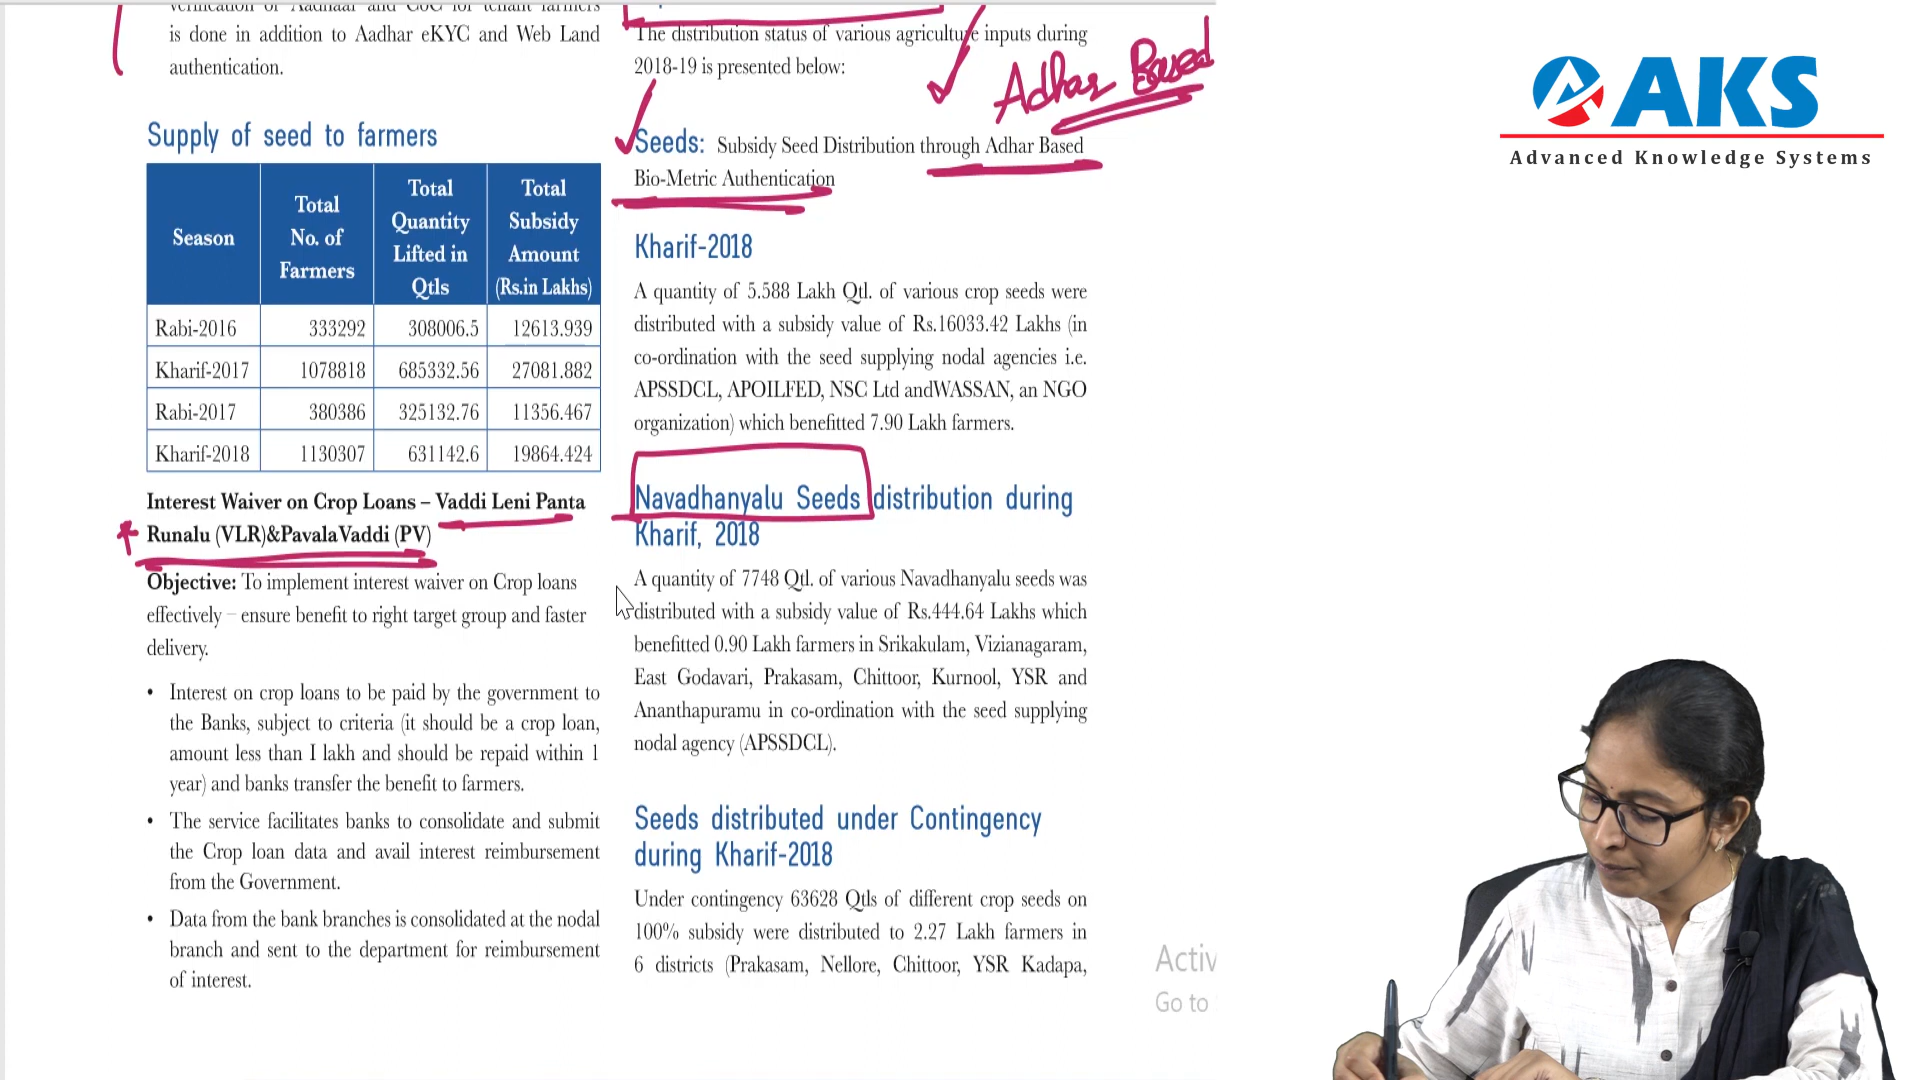 verification of Aadhaar and CoC for tenant farmers
is done in addition to Aadhar eKYC and Web Land
authentication.
Supply of seed to farmers
Season
Total No. of Farmers
Total Quantity Lifted in Qtls
Total Subsidy Amount (Rs.in Lakhs)
Rabi-2016 333292 308006.5 12613.939
Kharif-2017 1078818 685332.56 27081.882
Rabi-2017 380386 325132.76 11356.467
Kharif-2018 1130307 631142.6 19864.424
Interest Waiver on Crop Loans – Vaddi Leni Panta
Runalu (VLR)&PavalaVaddi (PV)
Objective: To implement interest waiver on Crop loans
effectively – ensure benefit to right target group and faster
delivery.
• Interest on crop loans to be paid by the government to
the Banks, subject to criteria (it should be a crop loan,
amount less than I lakh and should be repaid within 1
year) and banks transfer the benefit to farmers.
• The service facilitates banks to consolidate and submit
the Crop loan data and avail interest reimbursement
from the Government.
• Data from the bank branches is consolidated at the nodal
branch and sent to the department for reimbursement
of interest.
The distribution status of various agriculture inputs during
2018-19 is presented below:
Adhar Based
Seeds: Subsidy Seed Distribution through Adhar Based
Bio-Metric Authentication
Kharif-2018
A quantity of 5.588 Lakh Qtl. of various crop seeds were
distributed with a subsidy value of Rs.16033.42 Lakhs (in
co-ordination with the seed supplying nodal agencies i.e.
APSSDCL, APOILFED, NSC Ltd andWASSAN, an NGO
organization) which benefitted 7.90 Lakh farmers.
Navadhanyalu Seeds distribution during
Kharif, 2018
A quantity of 7748 Qtl. of various Navadhanyalu seeds was
distributed with a subsidy value of Rs.444.64 Lakhs which
benefitted 0.90 Lakh farmers in Srikakulam, Vizianagaram,
East Godavari, Prakasam, Chittoor, Kurnool, YSR and
Ananthapuramu in co-ordination with the seed supplying
nodal agency (APSSDCL).
Seeds distributed under Contingency
during Kharif-2018
Under contingency 63628 Qtls of different crop seeds on
100% subsidy were distributed to 2.27 Lakh farmers in
6 districts (Prakasam, Nellore, Chittoor, YSR Kadapa,
Activ
Go to
AKS
Advanced Knowledge Systems